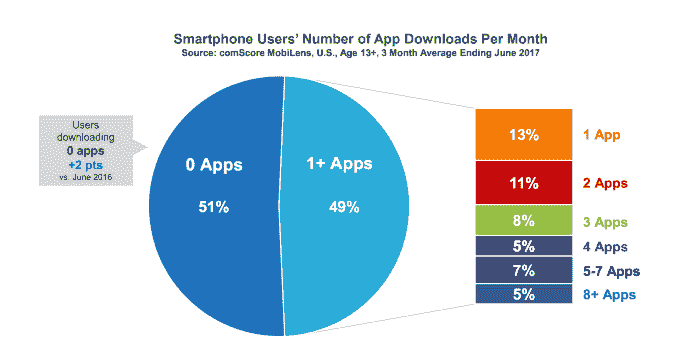 Smartphone Users' Number of App Downloads Per Month
Source: comScore MobiLens, U.S., Age 13+, 3 Month Average Ending June 2017
Users
downloading
0 apps
+2 pts
vs. June 2016
0 Apps
51%
1+ Apps
49%
13% 1 App
11% 2 Apps
8% 3 Apps
5% 4 Apps
7% 5-7 Apps
5% 8+ Apps